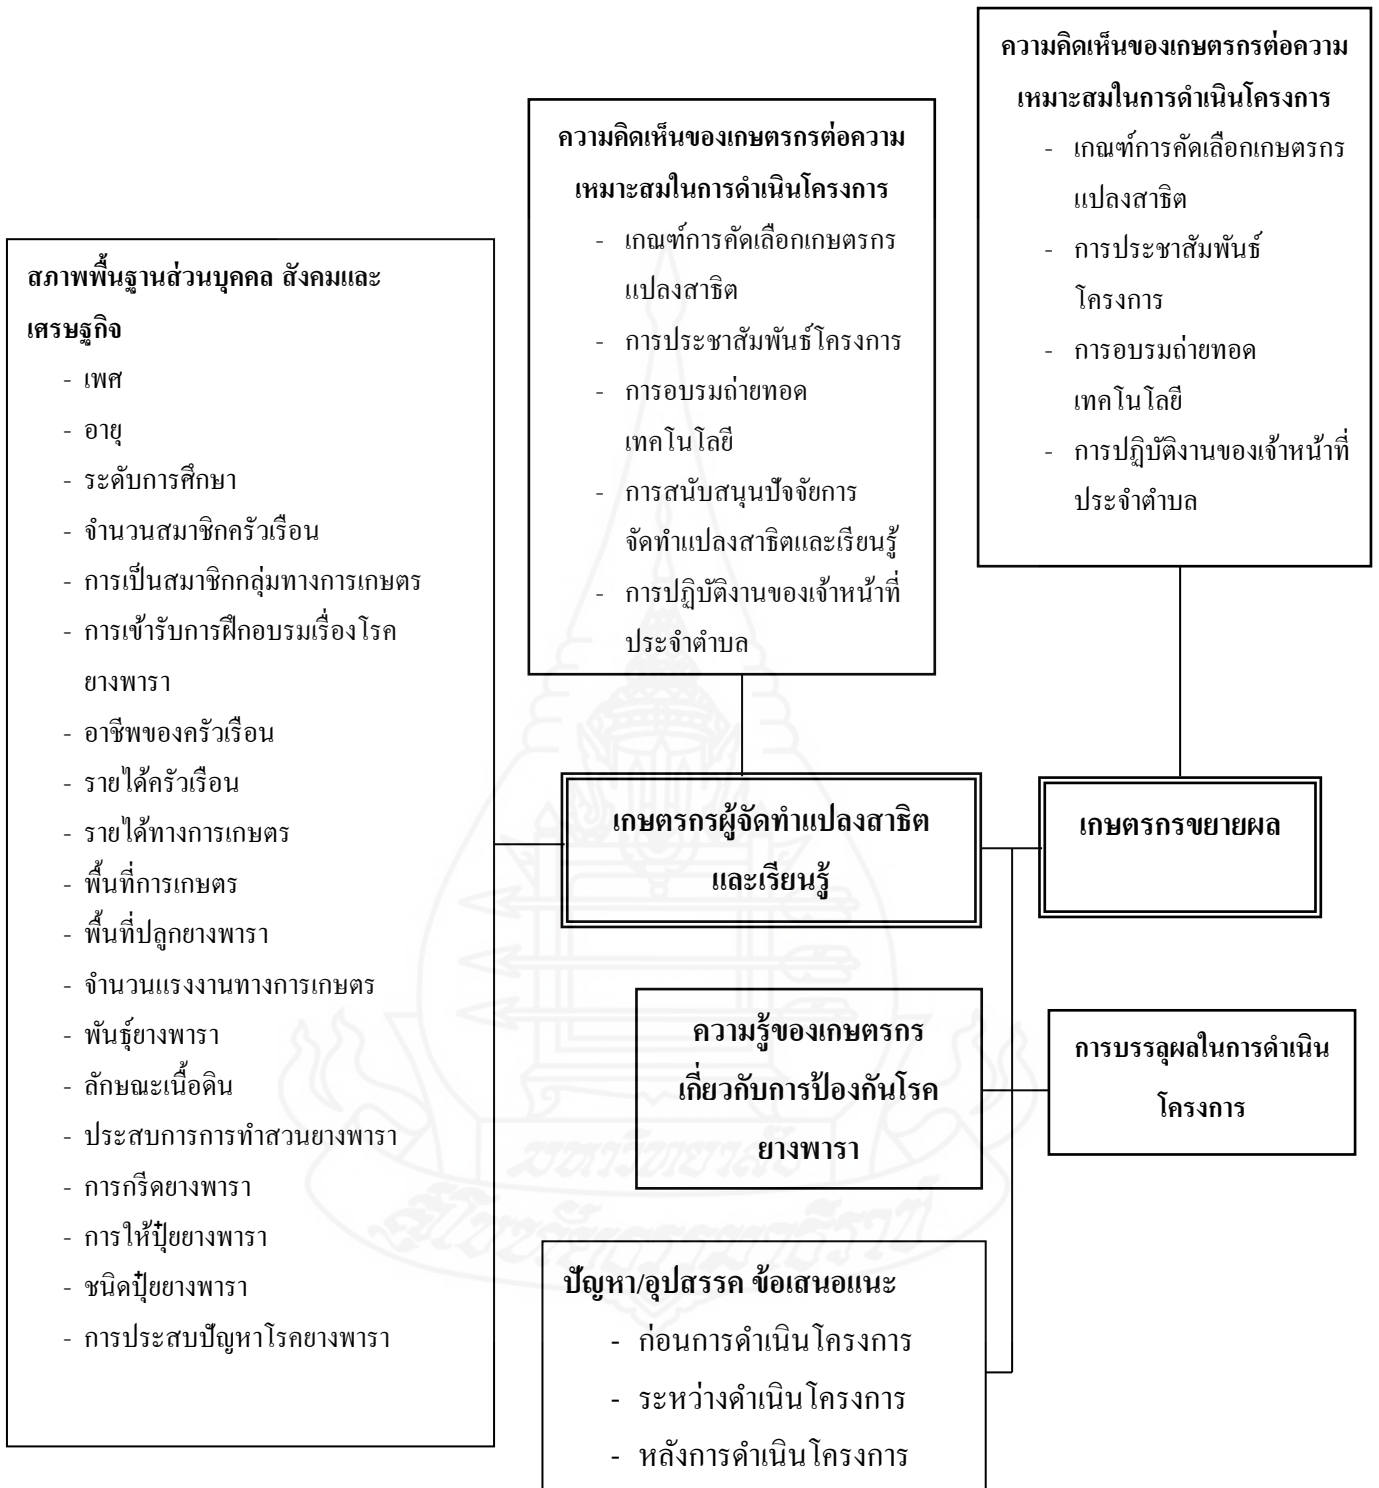 ความคิดเห็นของเกษตรกรต่อความ
เหมาะสมในการดำเนินโครงการ
- เกณฑ์การคัดเลือกเกษตรกร
แปลงสาธิต
- การประชาสัมพันธ์
โครงการ
- การอบรมถ่ายทอด
เทคโนโลยี
- การปฏิบัติงานของเจ้าหน้าที่
ประจำตำบล
ความคิดเห็นของเกษตรกรต่อความ
เหมาะสมในการดำเนินโครงการ
- เกณฑ์การคัดเลือกเกษตรกร
แปลงสาธิต
- การประชาสัมพันธ์โครงการ
- การอบรมถ่ายทอด
เทคโนโลยี
- การสนับสนุนปัจจัยการ
จัดทำแปลงสาธิตและเรียนรู้
- การปฏิบัติงานของเจ้าหน้าที่
ประจำตำบล
สภาพพื้นฐานส่วนบุคคล สังคมและ
เศรษฐกิจ
- เพศ
- อายุ
- ระดับการศึกษา
- จำนวนสมาชิกครัวเรือน
- การเป็นสมาชิกกลุ่มทางการเกษตร
- การเข้ารับการฝึกอบรมเรื่องโรค
ยางพารา
- อาชีพของครัวเรือน
- รายได้ครัวเรือน
- รายได้ทางการเกษตร
- พื้นที่การเกษตร
- พื้นที่ปลูกยางพารา
- จำนวนแรงงานทางการเกษตร
- พันธุ์ยางพารา
- ลักษณะเนื้อดิน
- ประสบการการทำสวนยางพารา
- การกรีดยางพารา
- การให้ปุ๋ยยางพารา
- ชนิดปุ๋ยยางพารา
- การประสบปัญหาโรคยางพารา
เกษตรกรผู้จัดทำแปลงสาธิต
และเรียนรู้
เกษตรกรขยายผล
ความรู้ของเกษตรกร
เกี่ยวกับการป้องกันโรค
ยางพารา
การบรรลุผลในการดำเนิน
โครงการ
ปัญหา/อุปสรรค ข้อเสนอแนะ
- ก่อนการดำเนินโครงการ
- ระหว่างดำเนินโครงการ
- หลังการดำเนินโครงการ
มหาวิทยาลัย
สุโขทัยธรรมาธิราช